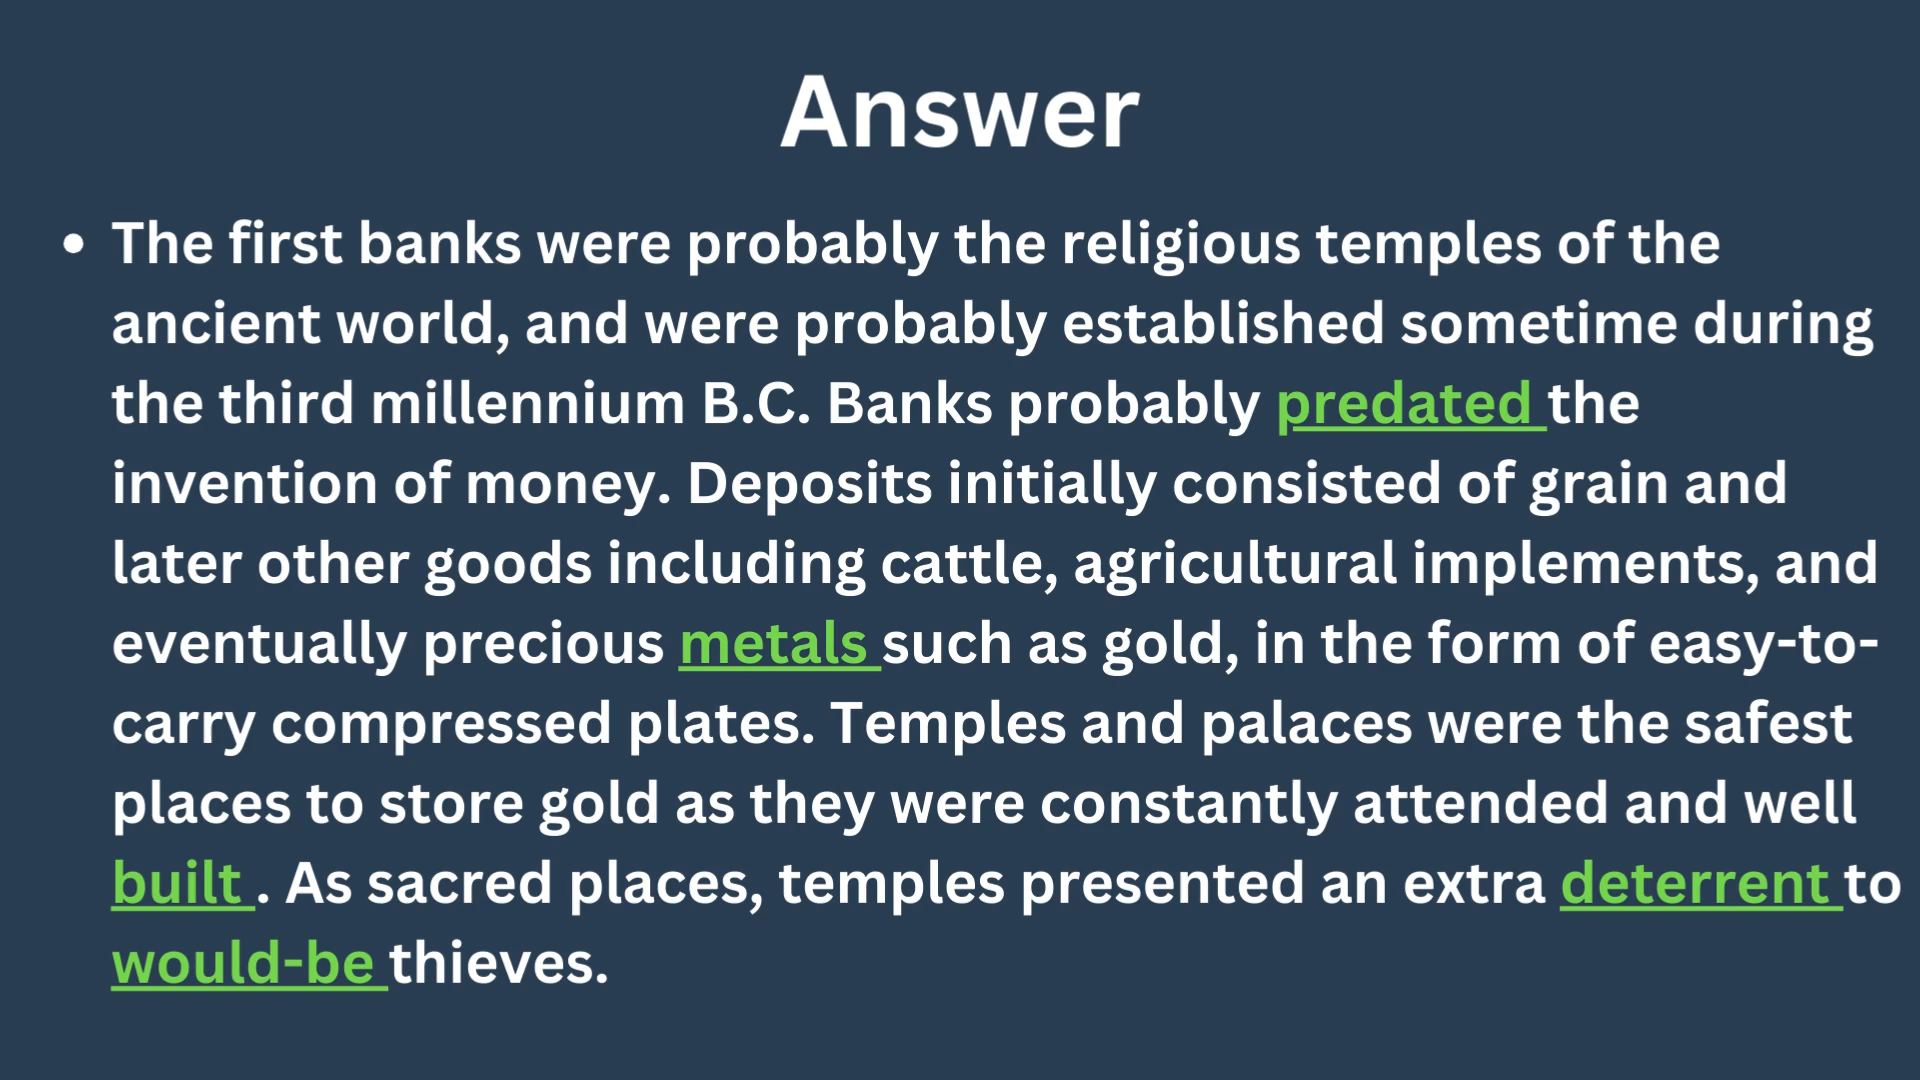 Answer
• The first banks were probably the religious temples of the
ancient world, and were probably established sometime during
the third millennium B.C. Banks probably predated the
invention of money. Deposits initially consisted of grain and
later other goods including cattle, agricultural implements, and
eventually precious metals such as gold, in the form of easy-to-
carry compressed plates. Temples and palaces were the safest
places to store gold as they were constantly attended and well
built . As sacred places, temples presented an extra deterrent to
would-be thieves.